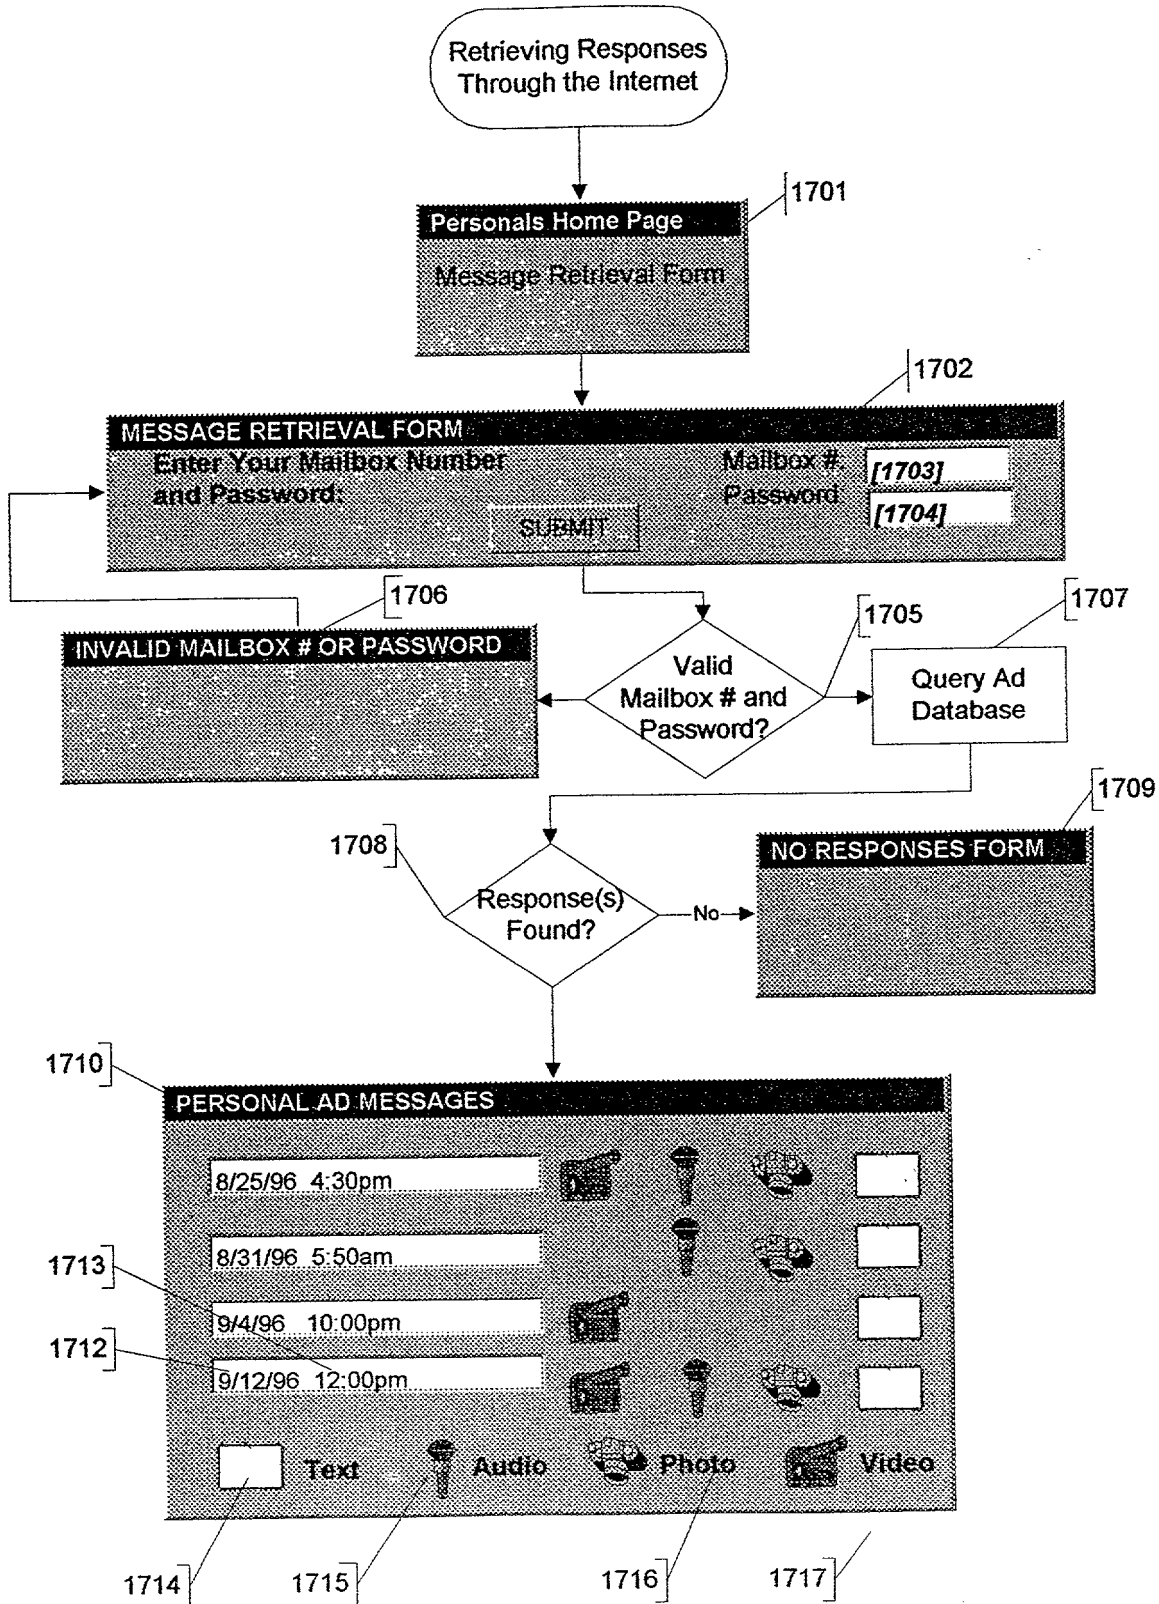 Retrieving Responses
Through the Internet
1701
Personals Home Page
Message Retrieval Form
1702
MESSAGE RETRIEVAL FORM
Enter Your Mailbox Number
and Password:
Mailbox #.
Password
[1703]
[1704]
SUBMIT
1706
1705
1707
INVALID MAILBOX # OR PASSWORD
Valid
Mailbox # and
Password?
Query Ad
Database
1709
1708
NO RESPONSES FORM
Response(s)
Found?
No
1710
PERSONAL AD MESSAGES
8/25/96 4:30pm
8/31/96 5:50am
1713
9/4/96 10:00pm
1712
9/12/96 12:00pm
Text
Audio
Photo
Video
1714
1715
1716
1717